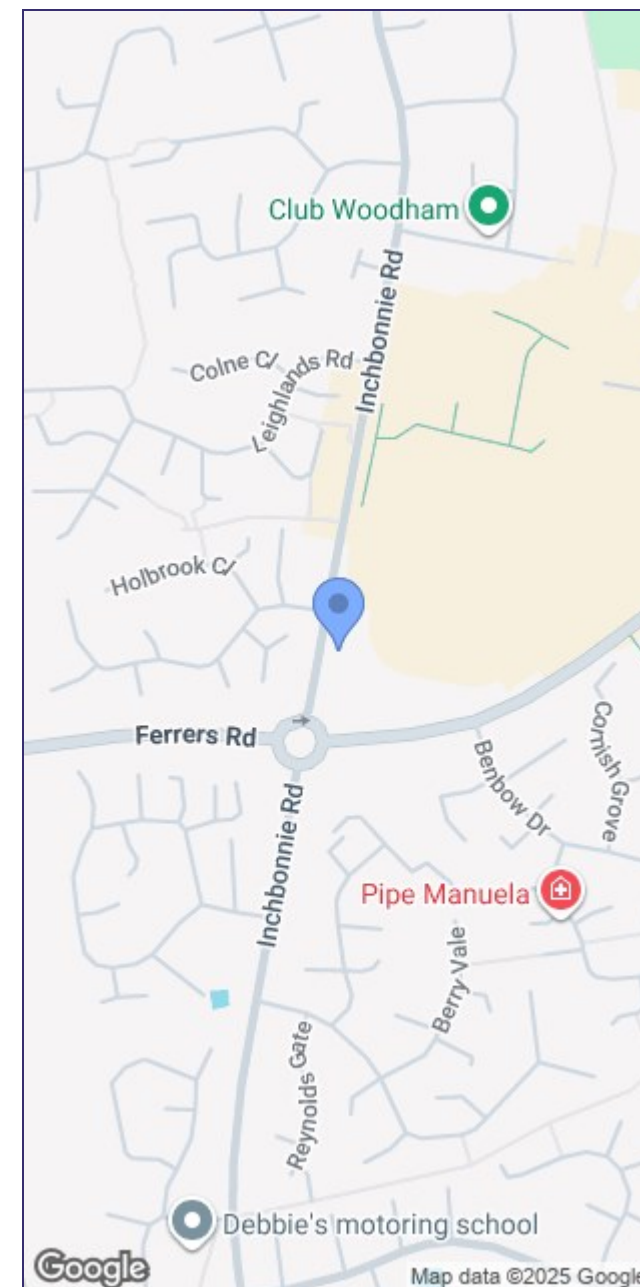 Club Woodham
Inchbonnie Rd
Colne Cl
Leighlands Rd
Holbrook Cl
Ferrers Rd
Cornish Grove
Benbow Dr
Inchbonnie Rd
Pipe Manuela
Berry Vale
Reynolds Gate
Debbie's motoring school
Google
Map data ©2025 Google